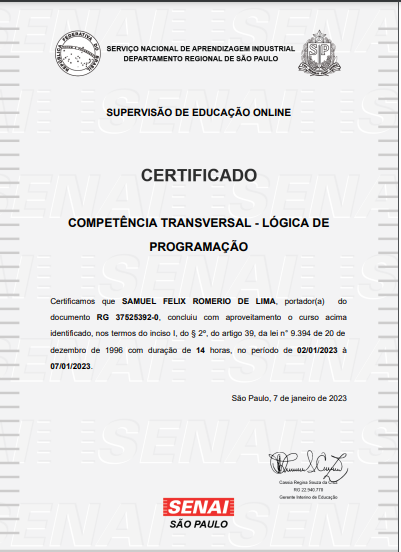 SERVIÇO NACIONAL DE APRENDIZAGEM INDUSTRIAL
DEPARTAMENTO REGIONAL DE SÃO PAULO
SUPERVISÃO DE EDUCAÇÃO ONLINE
CERTIFICADO
COMPETÊNCIA TRANSVERSAL - LÓGICA DE
PROGRAMAÇÃO
Certificamos que SAMUEL FELIX ROMERIO DE LIMA, portador(a) do
documento RG 37525392-0, concluiu com aproveitamento o curso acima
identificado, nos termos do inciso I, do § 2º, do artigo 39, da lei n° 9.394 de 20 de
dezembro de 1996 com duração de 14 horas, no período de 02/01/2023 à
07/01/2023.
São Paulo, 7 de janeiro de 2023
Regina Souza da Cruz
RG 22.940.778
Gerente Interino de Educação
SENAI
SÃO PAULO